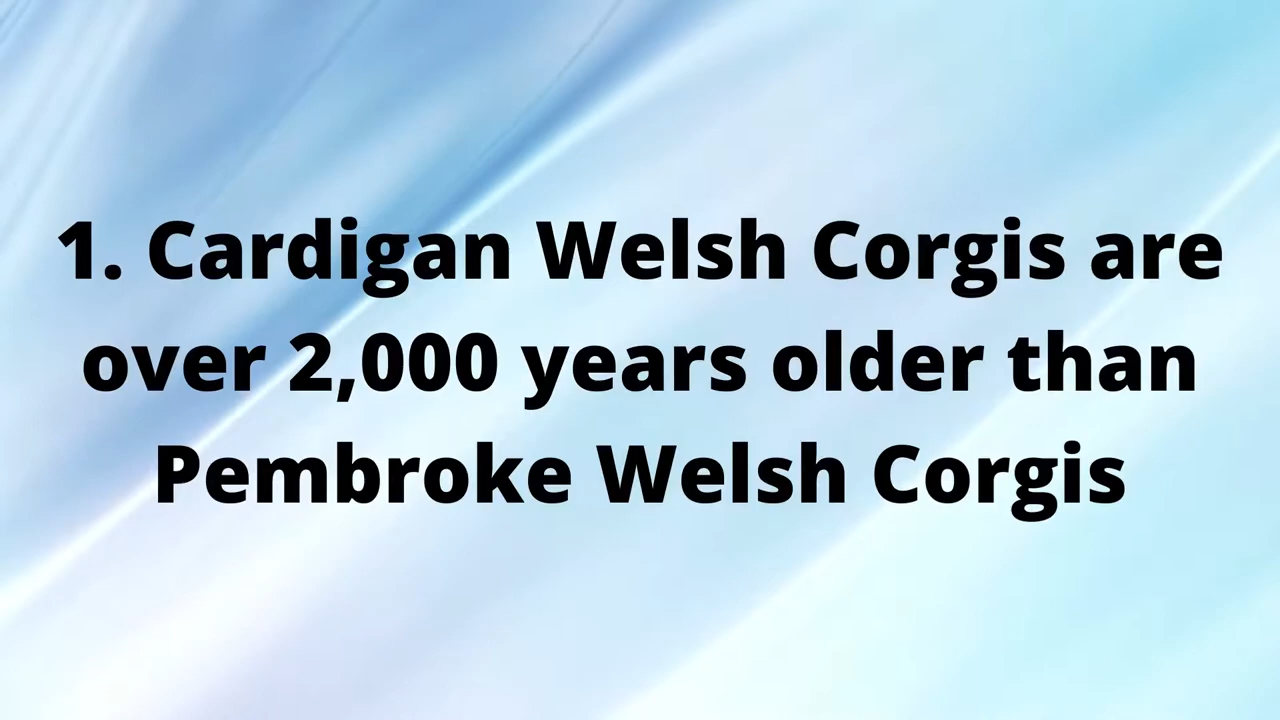 1. Cardigan Welsh Corgis are
over 2,000 years older than
Pembroke Welsh Corgis